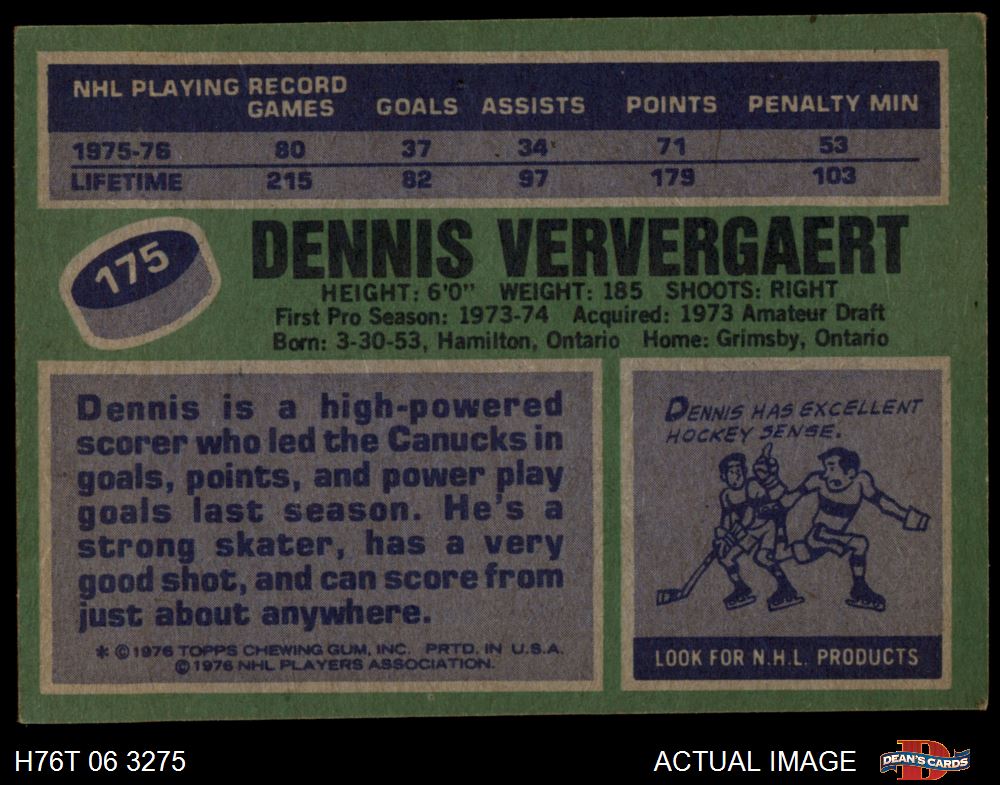 NHL PLAYING RECORD
GAMES GOALS ASSISTS POINTS PENALTY MIN
1975-76 80 37 34 71 53
LIFETIME 215 82 97 179 103
175
DENNIS VERVERGAERT
HEIGHT: 6'0" WEIGHT: 185 SHOOTS: RIGHT
First Pro Season: 1973-74 Acquired: 1973 Amateur Draft
Born: 3-30-53, Hamilton, Ontario Home: Grimsby, Ontario
Dennis is a high-powered
scorer who led the Canucks in
goals, points, and power play
goals last season. He's a
strong skater, has a very
good shot, and can score from
just about anywhere.
* © 1976 TOPPS CHEWING GUM, INC. PRTD. IN U.S.A.
© 1976 NHL PLAYERS ASSOCIATION.
DENNIS HAS EXCELLENT
HOCKEY SENSE.
LOOK FOR N.H.L. PRODUCTS
H76T 06 3275 ACTUAL IMAGE
D
DEAN'S CARDS